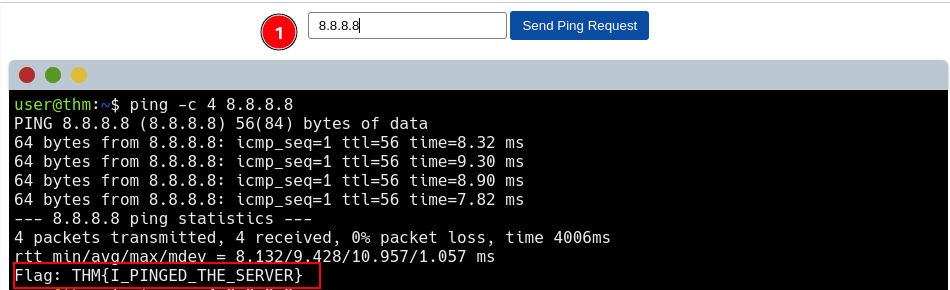 1
8.8.8.8
Send Ping Request
user@thm:~$ ping -c 4 8.8.8.8
PING 8.8.8.8 (8.8.8.8) 56(84) bytes of data
64 bytes from 8.8.8.8: icmp_seq=1 ttl=56 time=8.32 ms
64 bytes from 8.8.8.8: icmp_seq=1 ttl=56 time=9.30 ms
64 bytes from 8.8.8.8: icmp_seq=1 ttl=56 time=8.90 ms
64 bytes from 8.8.8.8: icmp_seq=1 ttl=56 time=7.82 ms
--- 8.8.8.8 ping statistics ---
4 packets transmitted, 4 received, 0% packet loss, time 4006ms
rtt min/avg/max/mdev = 8.132/9.428/10.957/1.057 ms
Flag: THM{I_PINGED_THE_SERVER}